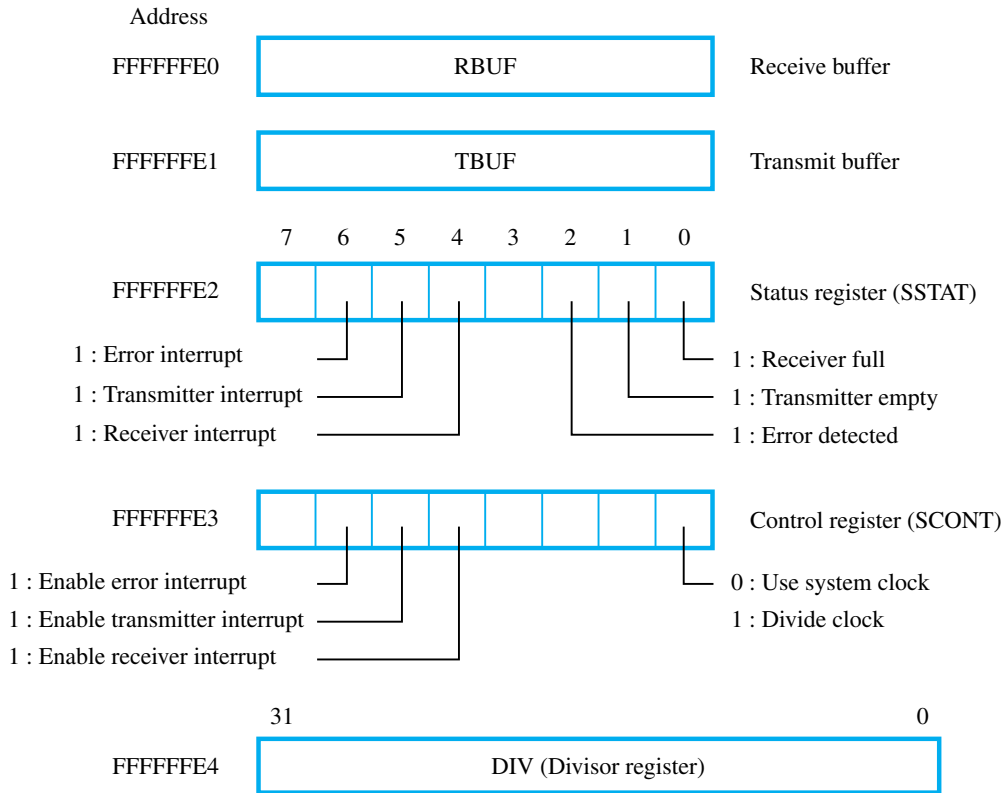 Address
FFFFFFE0 RBUF Receive buffer
FFFFFFE1 TBUF Transmit buffer
7 6 5 4 3 2 1 0
FFFFFFE2 Status register (SSTAT)
1 : Error interrupt 1 : Receiver full
1 : Transmitter interrupt 1 : Transmitter empty
1 : Receiver interrupt 1 : Error detected
FFFFFFE3 Control register (SCONT)
1 : Enable error interrupt 0 : Use system clock
1 : Enable transmitter interrupt 1 : Divide clock
1 : Enable receiver interrupt
31 0
FFFFFFE4 DIV (Divisor register)